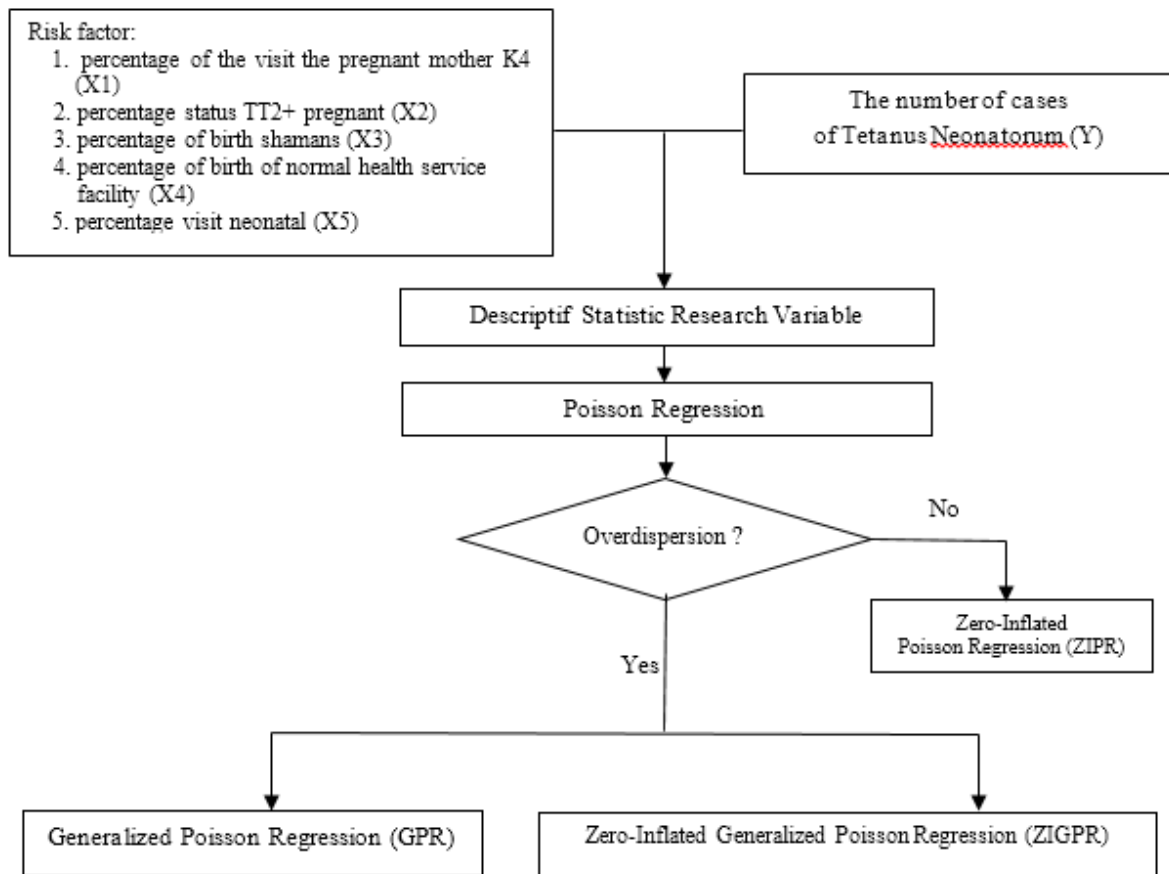 Risk factor:
1. percentage of the visit the pregnant mother K4
(X1)
2. percentage status TT2+ pregnant (X2)
3. percentage of birth shamans (X3)
4. percentage of birth of normal health service
facility (X4)
5. percentage visit neonatal (X5)
The number of cases
of Tetanus Neonatorum (Y)
Descriptif Statistic Research Variable
Poisson Regression
Overdispersion ?
No
Zero-Inflated
Poisson Regression (ZIPR)
Yes
Generalized Poisson Regression (GPR)
Zero-Inflated Generalized Poisson Regression (ZIGPR)